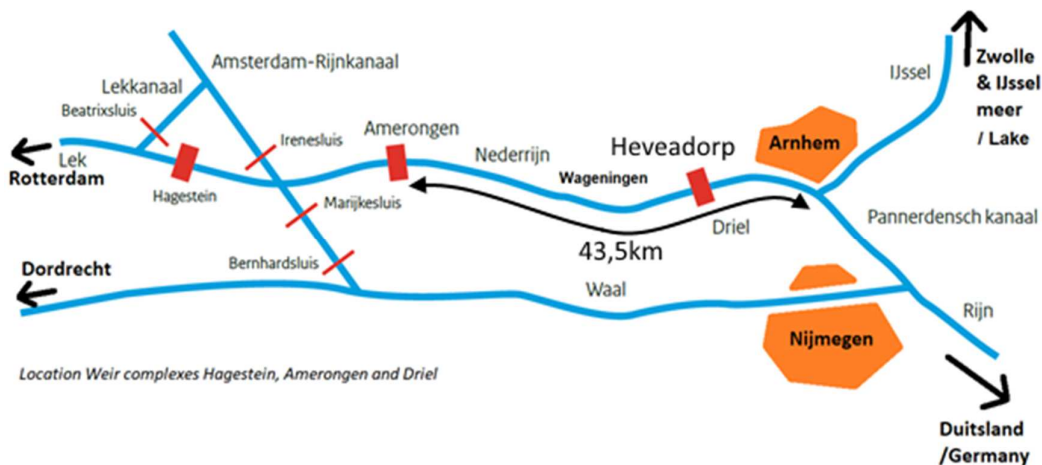 Zwolle
& IJssel
meer
/ Lake
IJssel
Amsterdam-Rijnkanaal
Lekkanaal
Beatrixsluis
Irenesluis
Amerongen
Nederrijn
Heveadorp
Arnhem
Lek
Rotterdam
Hagestein
Marijkesluis
Wageningen
Driel
Pannerdensch kanaal
43,5km
Bernhardsluis
Dordrecht
Waal
Rijn
Nijmegen
Location Weir complexes Hagestein, Amerongen and Driel
Duitsland
/Germany